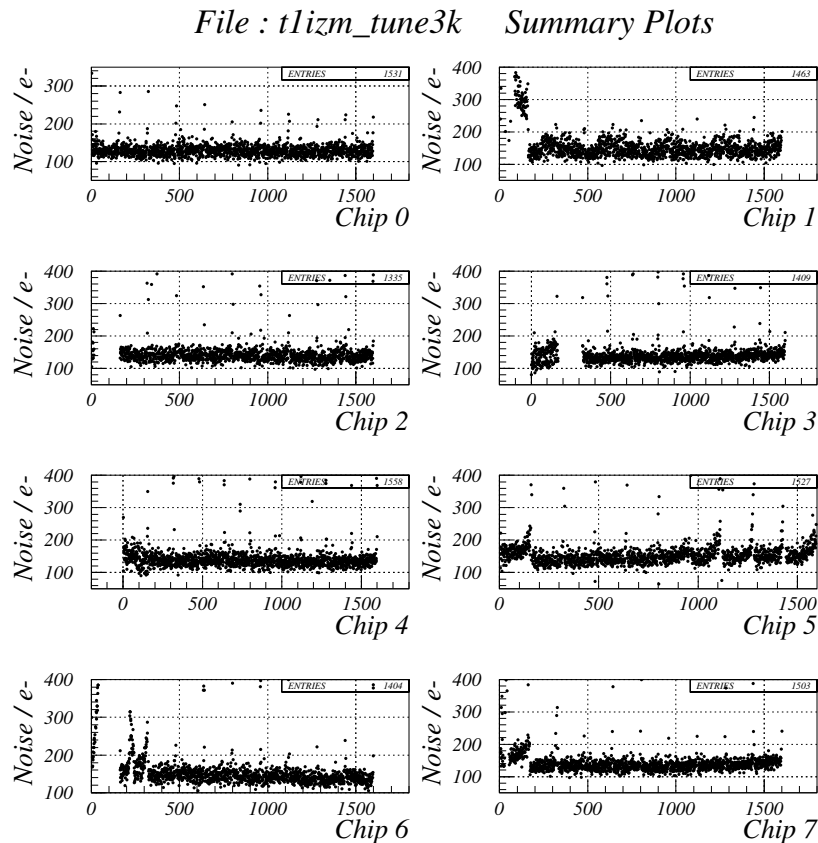 File : t1izm_tune3k Summary Plots
Noise / e-
300
200
100
ENTRIES 1531
0 500 1000 1500
Chip 0
Noise / e-
400
300
200
100
ENTRIES 1463
0 500 1000 1500
Chip 1
Noise / e-
400
300
200
100
ENTRIES 1335
0 500 1000 1500
Chip 2
Noise / e-
400
300
200
100
ENTRIES 1409
0 500 1000 1500
Chip 3
Noise / e-
400
300
200
100
ENTRIES 1558
0 500 1000 1500
Chip 4
Noise / e-
400
300
200
100
ENTRIES 1527
0 500 1000 1500
Chip 5
Noise / e-
400
300
200
100
ENTRIES 1404
0 500 1000 1500
Chip 6
Noise / e-
400
300
200
100
ENTRIES 1503
0 500 1000 1500
Chip 7